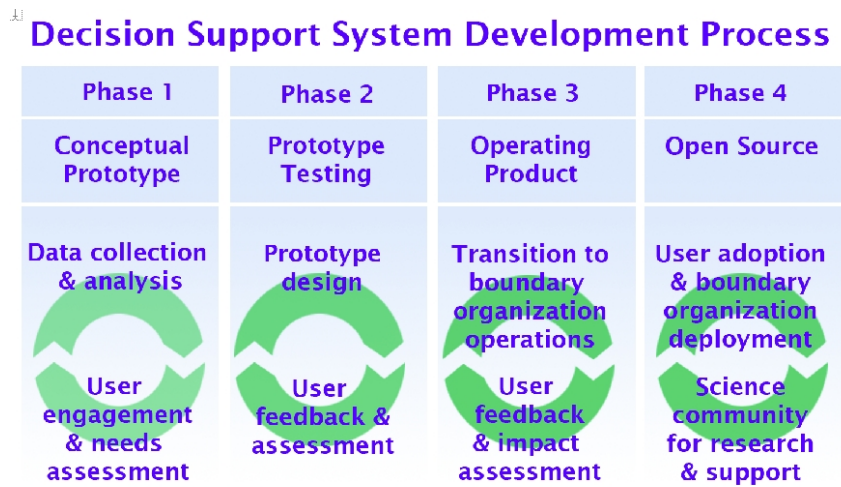 Decision Support System Development Process
Phase 1
Phase 2
Phase 3
Phase 4
Conceptual
Prototype
Prototype
Testing
Operating
Product
Open Source
Data collection
& analysis
User
engagement
& needs
assessment
Prototype
design
User
feedback &
assessment
Transition to
boundary
organization
operations
User
feedback
& impact
assessment
User adoption
& boundary
organization
deployment
Science
community
for research
& support